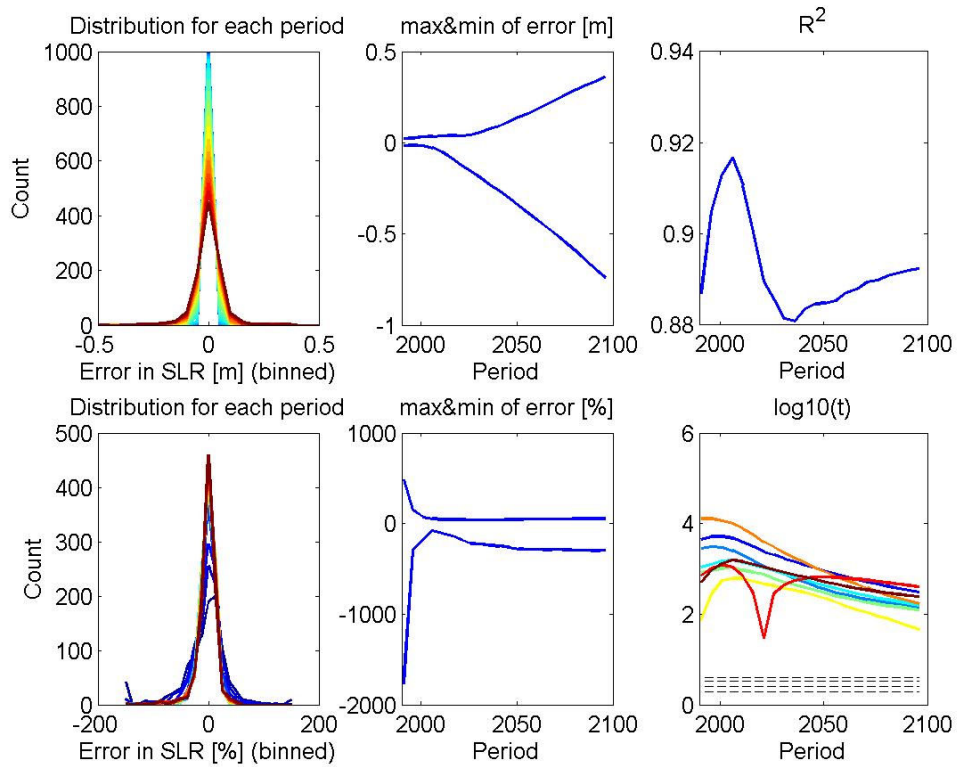 Distribution for each period
1000
800
600
400
200
0
Count
-0.5 0 0.5
Error in SLR [m] (binned)
max&min of error [m]
0.5
0
-0.5
-1
2000 2050 2100
Period
R2
0.94
0.92
0.9
0.88
2000 2050 2100
Period
Distribution for each period
500
400
300
200
100
0
Count
-200 0 200
Error in SLR [%] (binned)
max&min of error [%]
1000
0
-1000
-2000
2000 2050 2100
Period
log10(t)
6
4
2
0
2000 2050 2100
Period